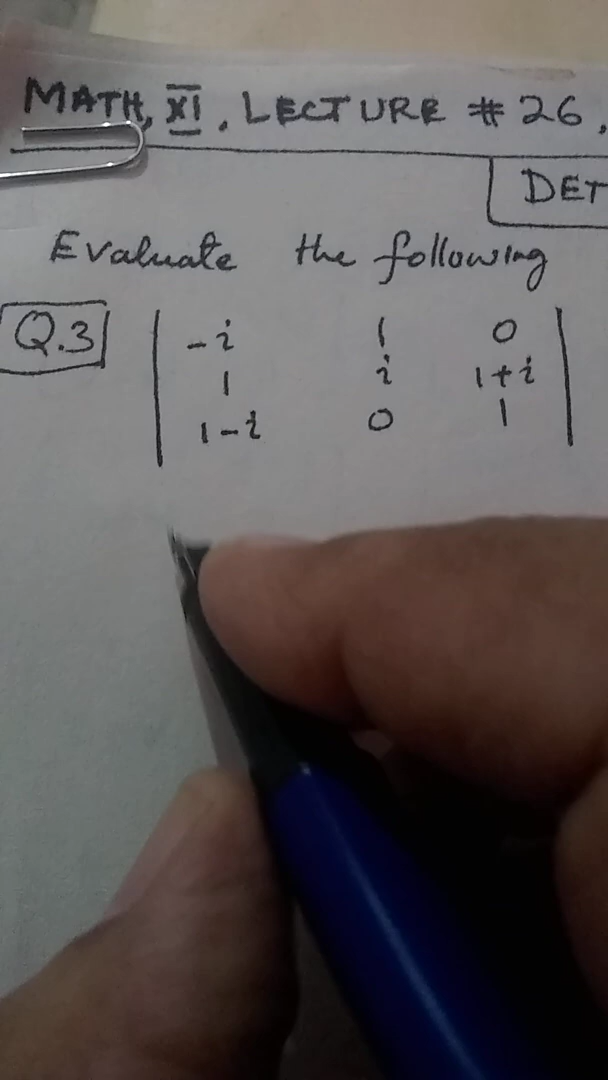 MATH, XI. LECTURE # 26,
DET
Evaluate the following
Q.3 | -i 1 0 |
| 1 i 1+i |
| 1-i 0 1 |